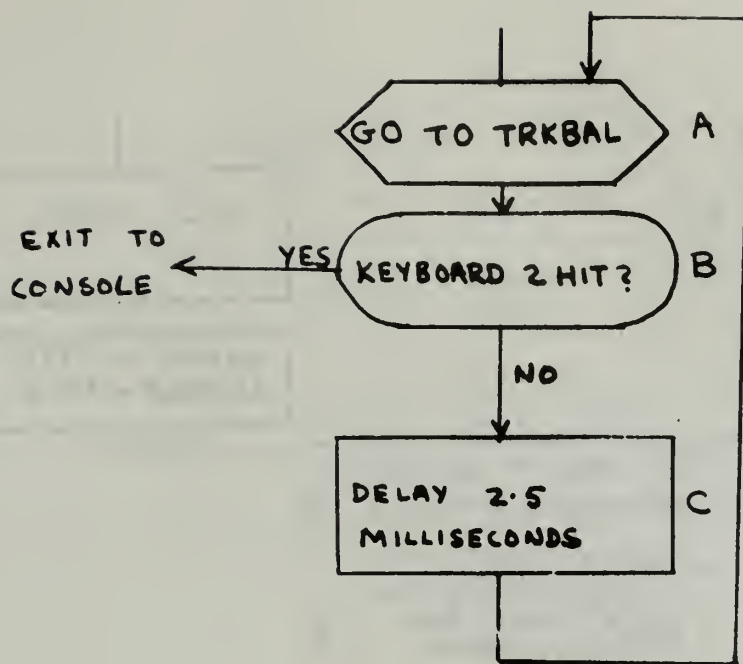 GO TO TRKBAL
A
EXIT TO
CONSOLE
YES
KEYBOARD 2 HIT?
B
NO
DELAY 2.5
MILLISECONDS
C